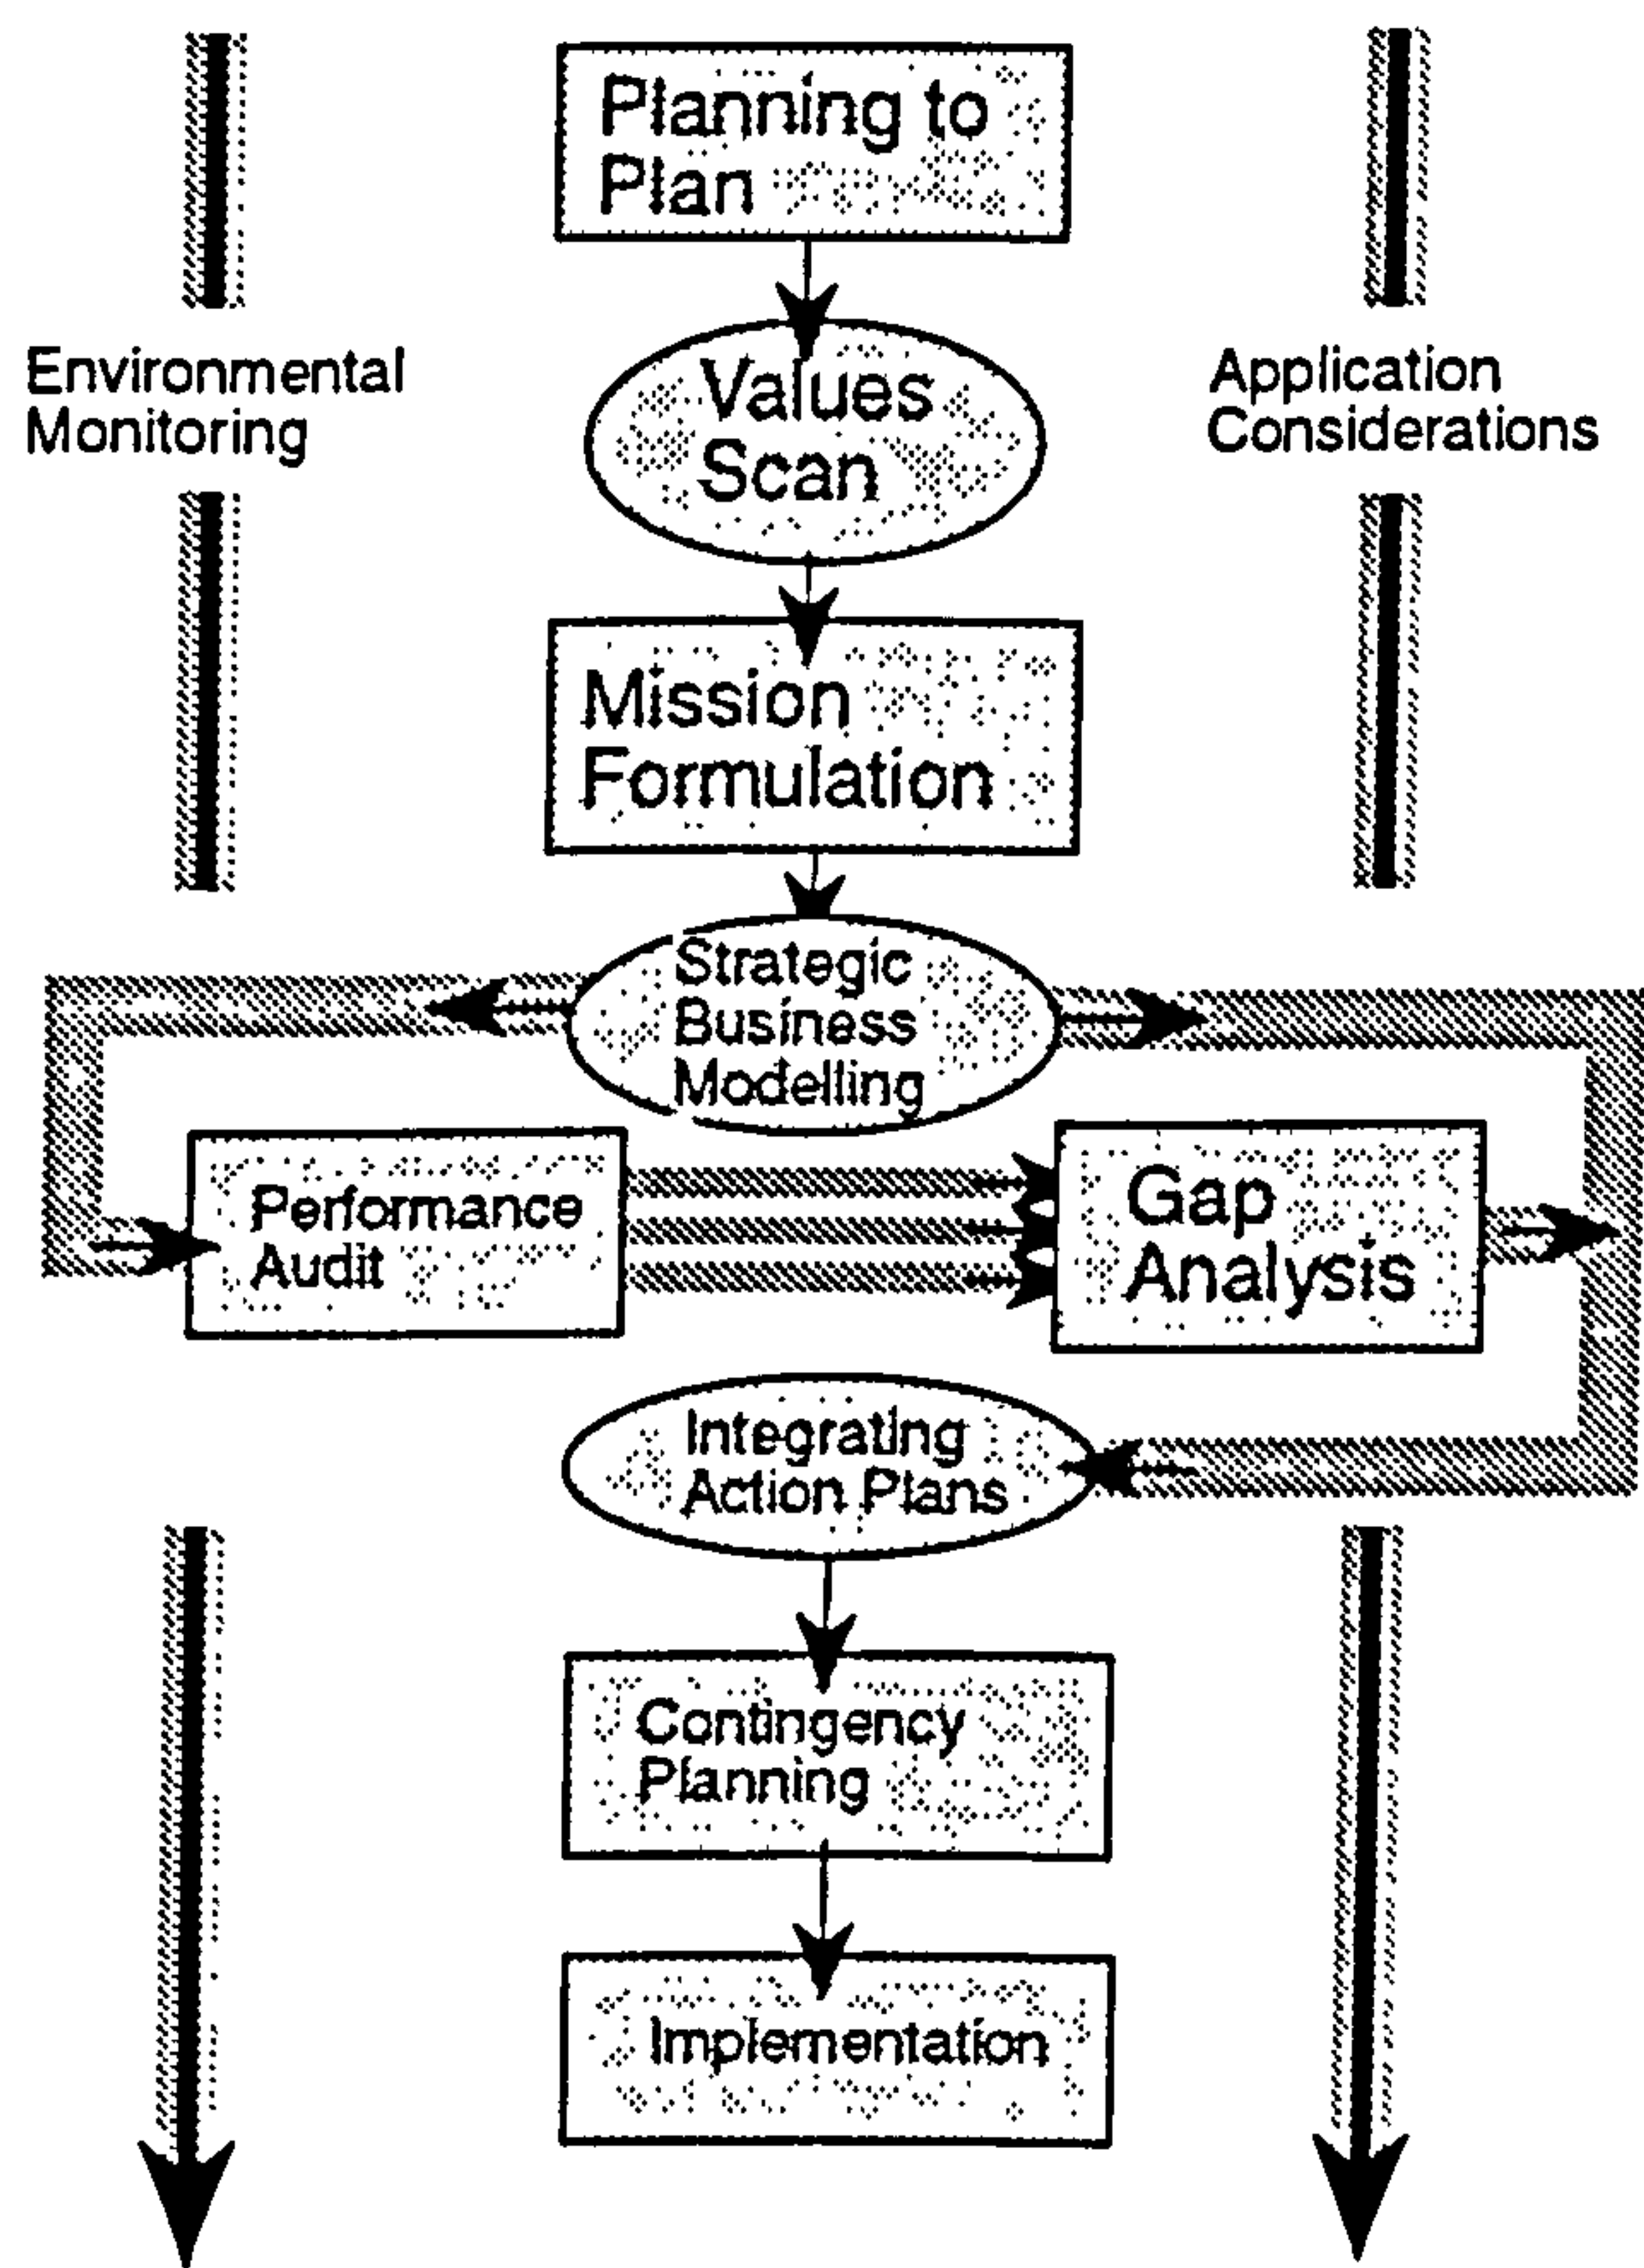 Planning to
Plan
Environmental
Monitoring
Values
Scan
Application
Considerations
Mission
Formulation
Strategic
Business
Modelling
Performance
Audit
Gap
Analysis
Integrating
Action Plans
Contingency
Planning
Implementation